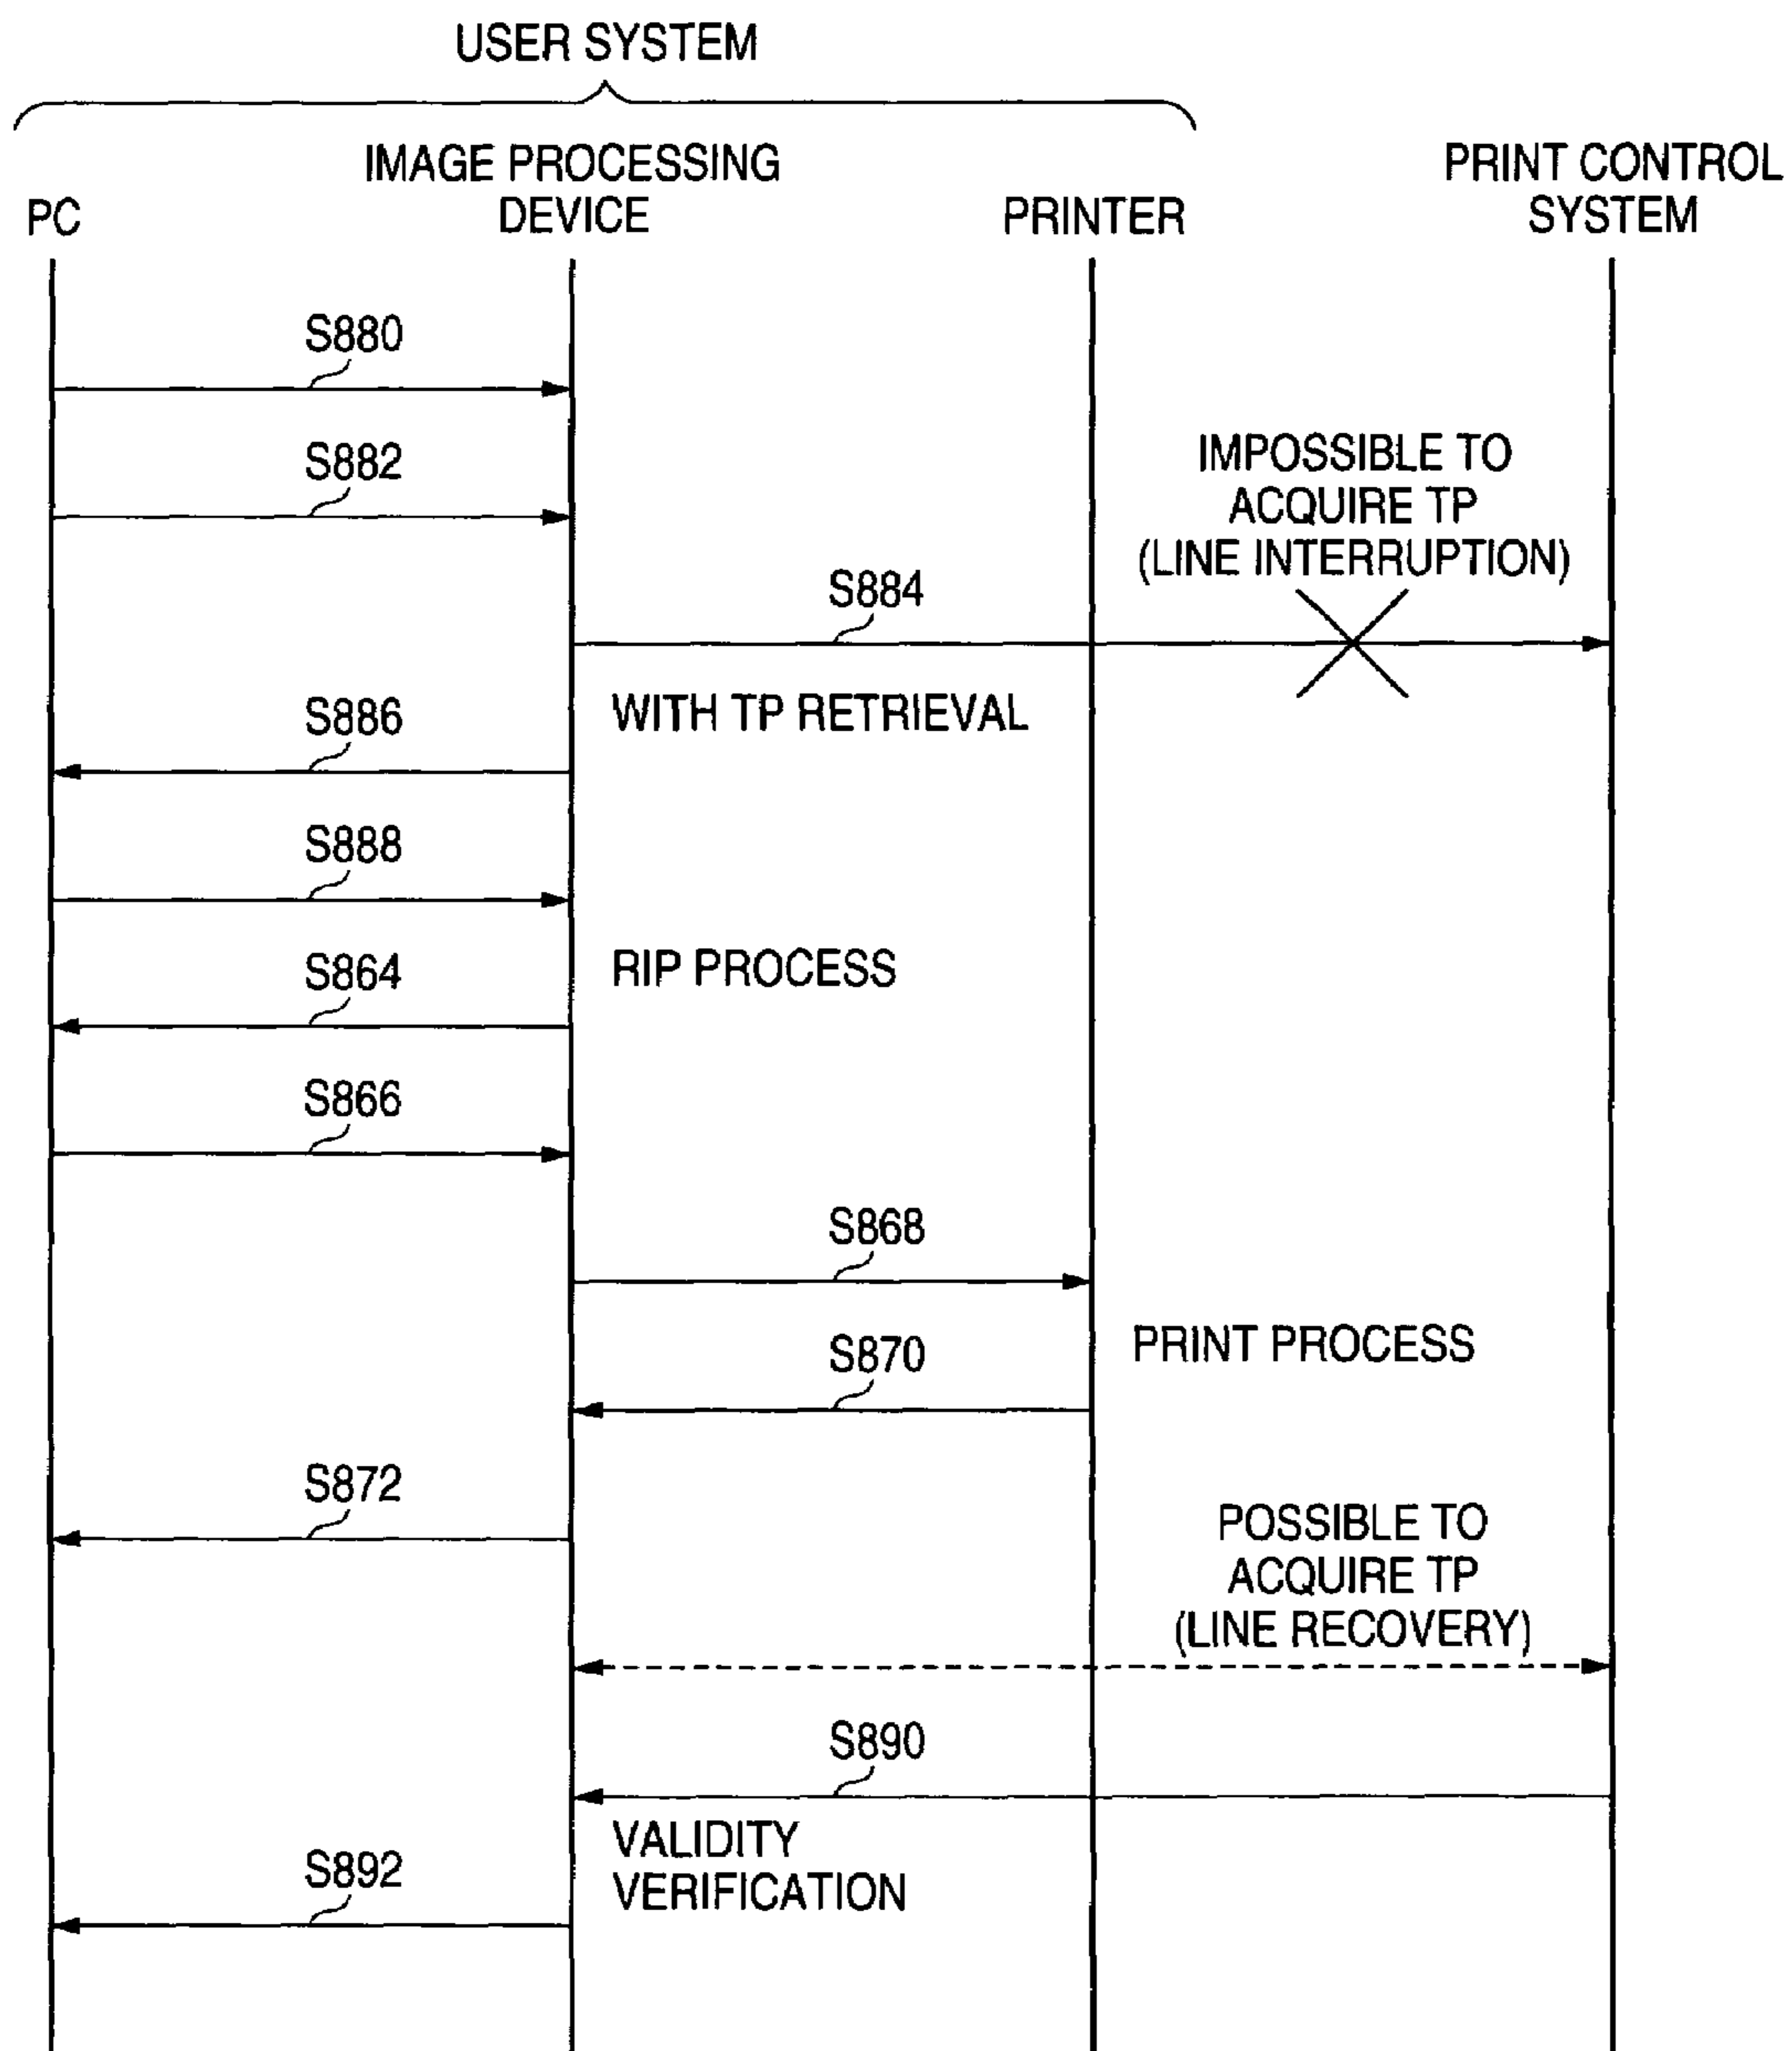 USER SYSTEM
IMAGE PROCESSING
DEVICE
PC
PRINTER
PRINT CONTROL
SYSTEM
S880
S882
IMPOSSIBLE TO
ACQUIRE TP
(LINE INTERRUPTION)
S884
WITH TP RETRIEVAL
S886
S888
RIP PROCESS
S864
S866
S868
PRINT PROCESS
S870
S872
POSSIBLE TO
ACQUIRE TP
(LINE RECOVERY)
S890
VALIDITY
VERIFICATION
S892